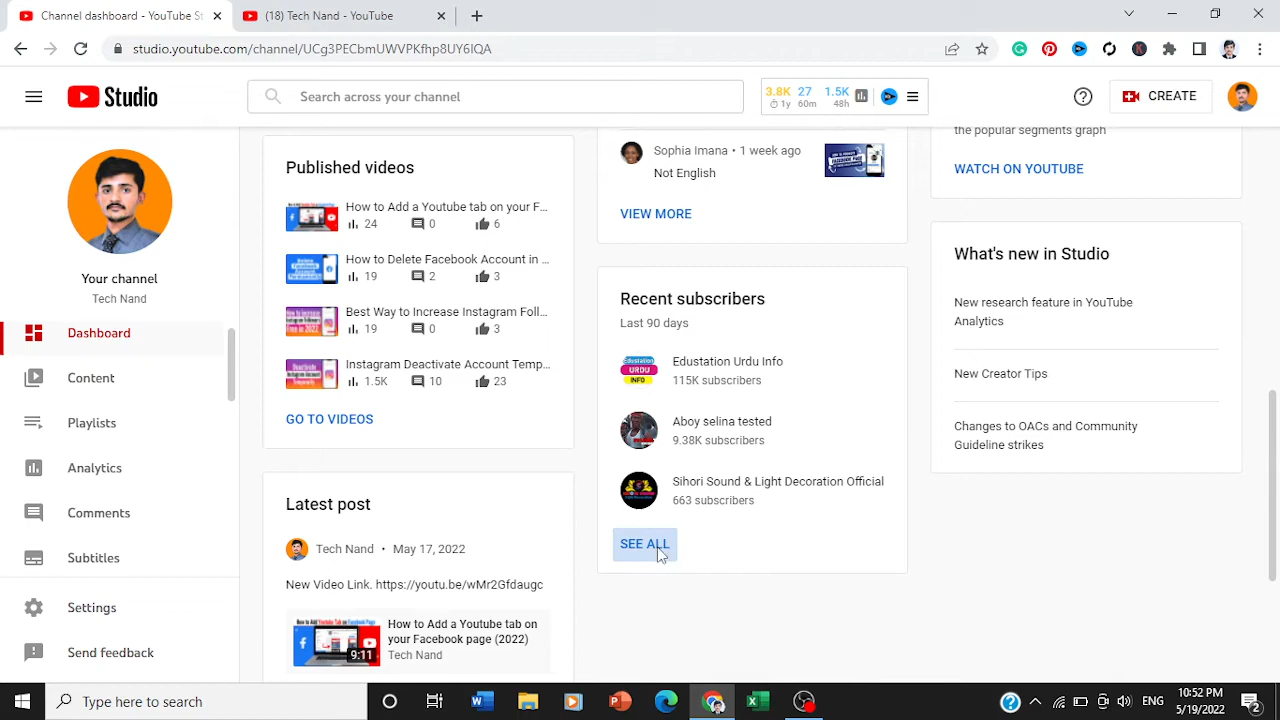 Channel dashboard - YouTube St
(18) Tech Nand - YouTube
studio.youtube.com/channel/UCg3PECbmUWVPKfhp8UY6IQA
Studio
Search across your channel
3.8K 27 1.5K
1y 60m 48h
CREATE
Your channel
Tech Nand
Dashboard
Content
Playlists
Analytics
Comments
Subtitles
Settings
Send feedback
Published videos
How to Add a Youtube tab on your F...
24 0 6
How to Delete Facebook Account in ...
19 2 3
Best Way to Increase Instagram Foll...
19 0 3
Instagram Deactivate Account Temp...
1.5K 10 23
GO TO VIDEOS
Latest post
Tech Nand • May 17, 2022
New Video Link. https://youtu.be/wMr2Gfdaugc
How to Add a Youtube tab on
your Facebook page (2022)
Tech Nand
9:11
Sophia Imana • 1 week ago
Not English
VIEW MORE
Recent subscribers
Last 90 days
Edustation Urdu Info
115K subscribers
Aboy selina tested
9.38K subscribers
Sihori Sound & Light Decoration Official
663 subscribers
SEE ALL
the popular segments graph
WATCH ON YOUTUBE
What's new in Studio
New research feature in YouTube
Analytics
New Creator Tips
Changes to OACs and Community
Guideline strikes
Type here to search
ENG
10:52 PM
5/19/2022
2